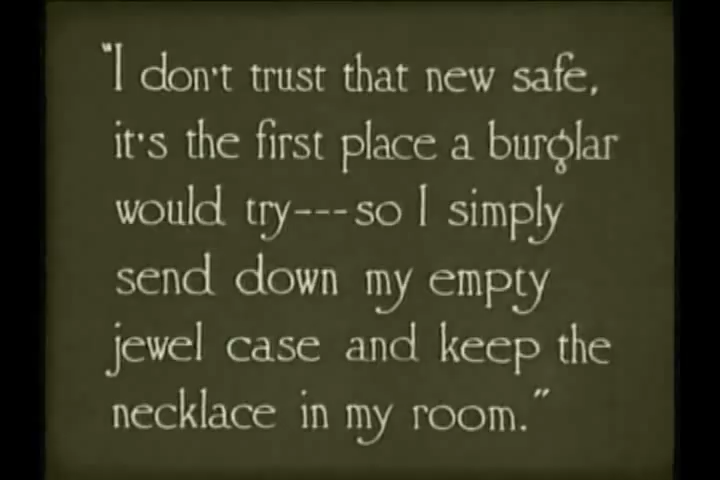 "I don't trust that new safe,
it's the first place a burglar
would try---so I simply
send down my empty
jewel case and keep the
necklace in my room."